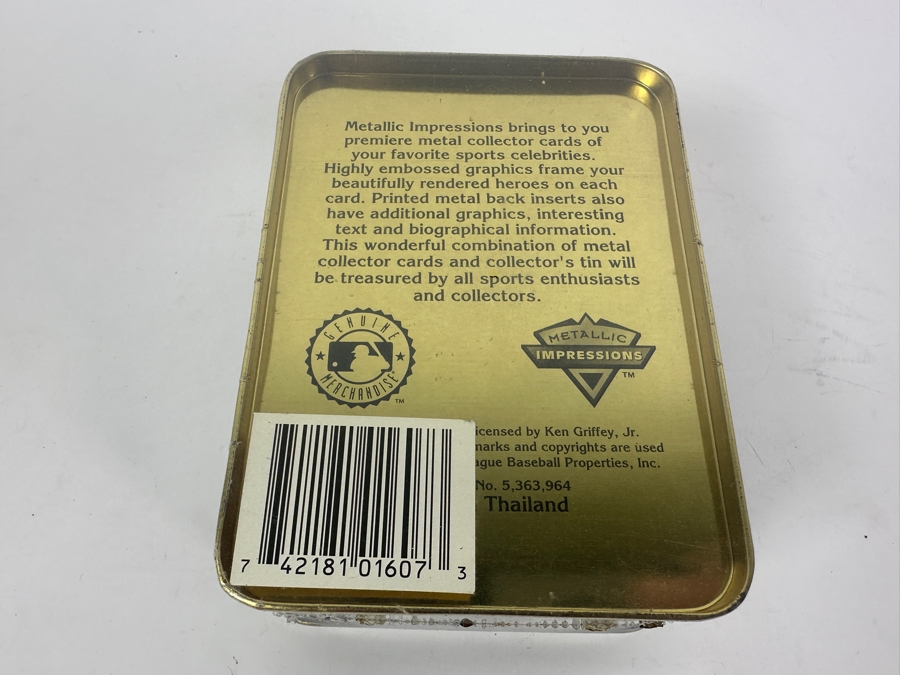 Metallic Impressions brings to you
premiere metal collector cards of
your favorite sports celebrities.
Highly embossed graphics frame your
beautifully rendered heroes on each
card. Printed metal back inserts also
have additional graphics, interesting
text and biographical information.
This wonderful combination of metal
collector cards and collector's tin will
be treasured by all sports enthusiasts
and collectors.
GENUINE
MERCHANDISE
TM
METALLIC
IMPRESSIONS
TM
Ken Griffey, Jr.
by
marks and copyrights are used
Baseball Properties, Inc.
No. 5,363,964
Thailand
7 42181 01607 3